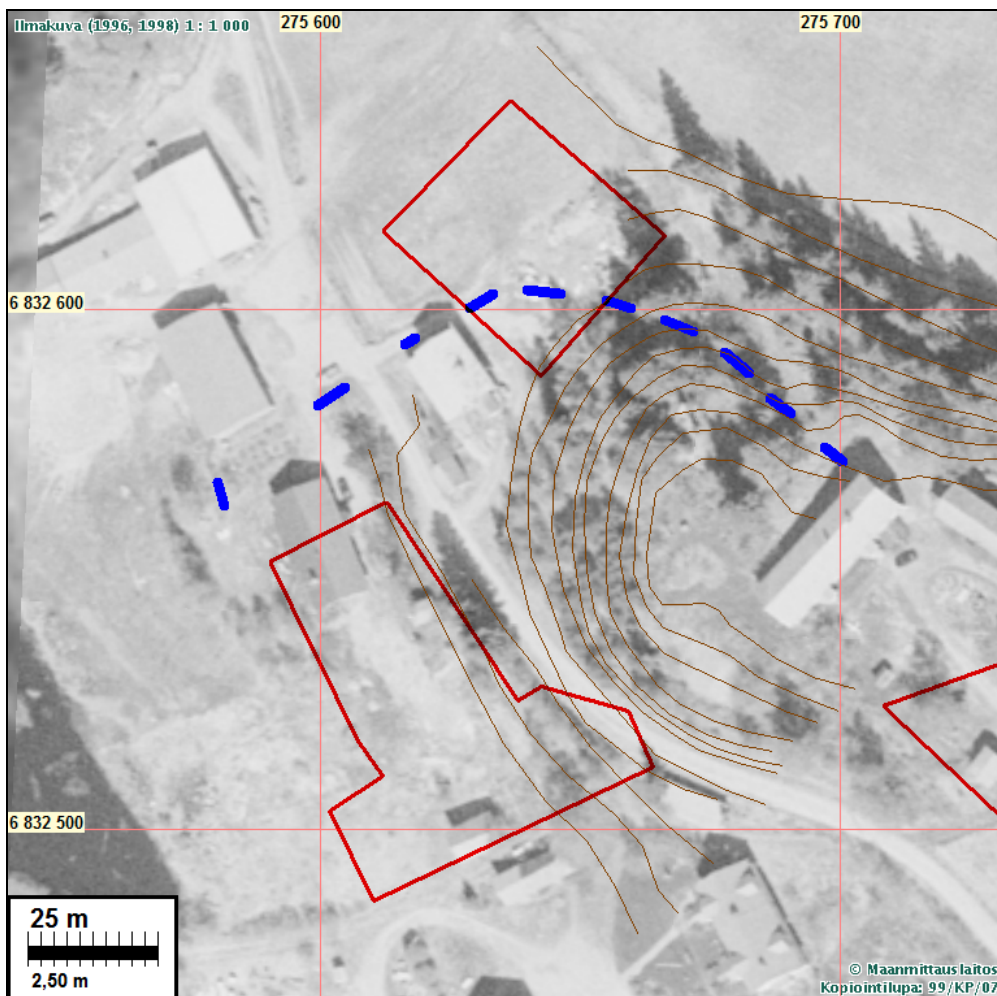 Ilmakuva (1996, 1998) 1 : 1 000
275 600
275 700
6 832 600
6 832 500
25 m
2,50 m
© Maanmittauslaitos
Kopiointilupa: 99/KP/07